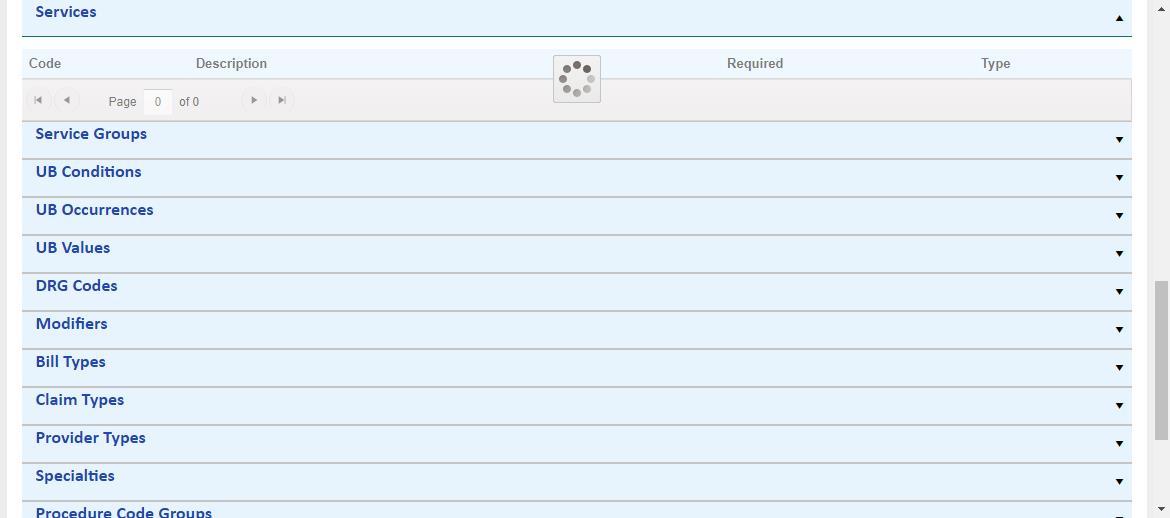 Services
Code Description Required Type
Page 0 of 0
Service Groups
UB Conditions
UB Occurrences
UB Values
DRG Codes
Modifiers
Bill Types
Claim Types
Provider Types
Specialties
Procedure Code Groups